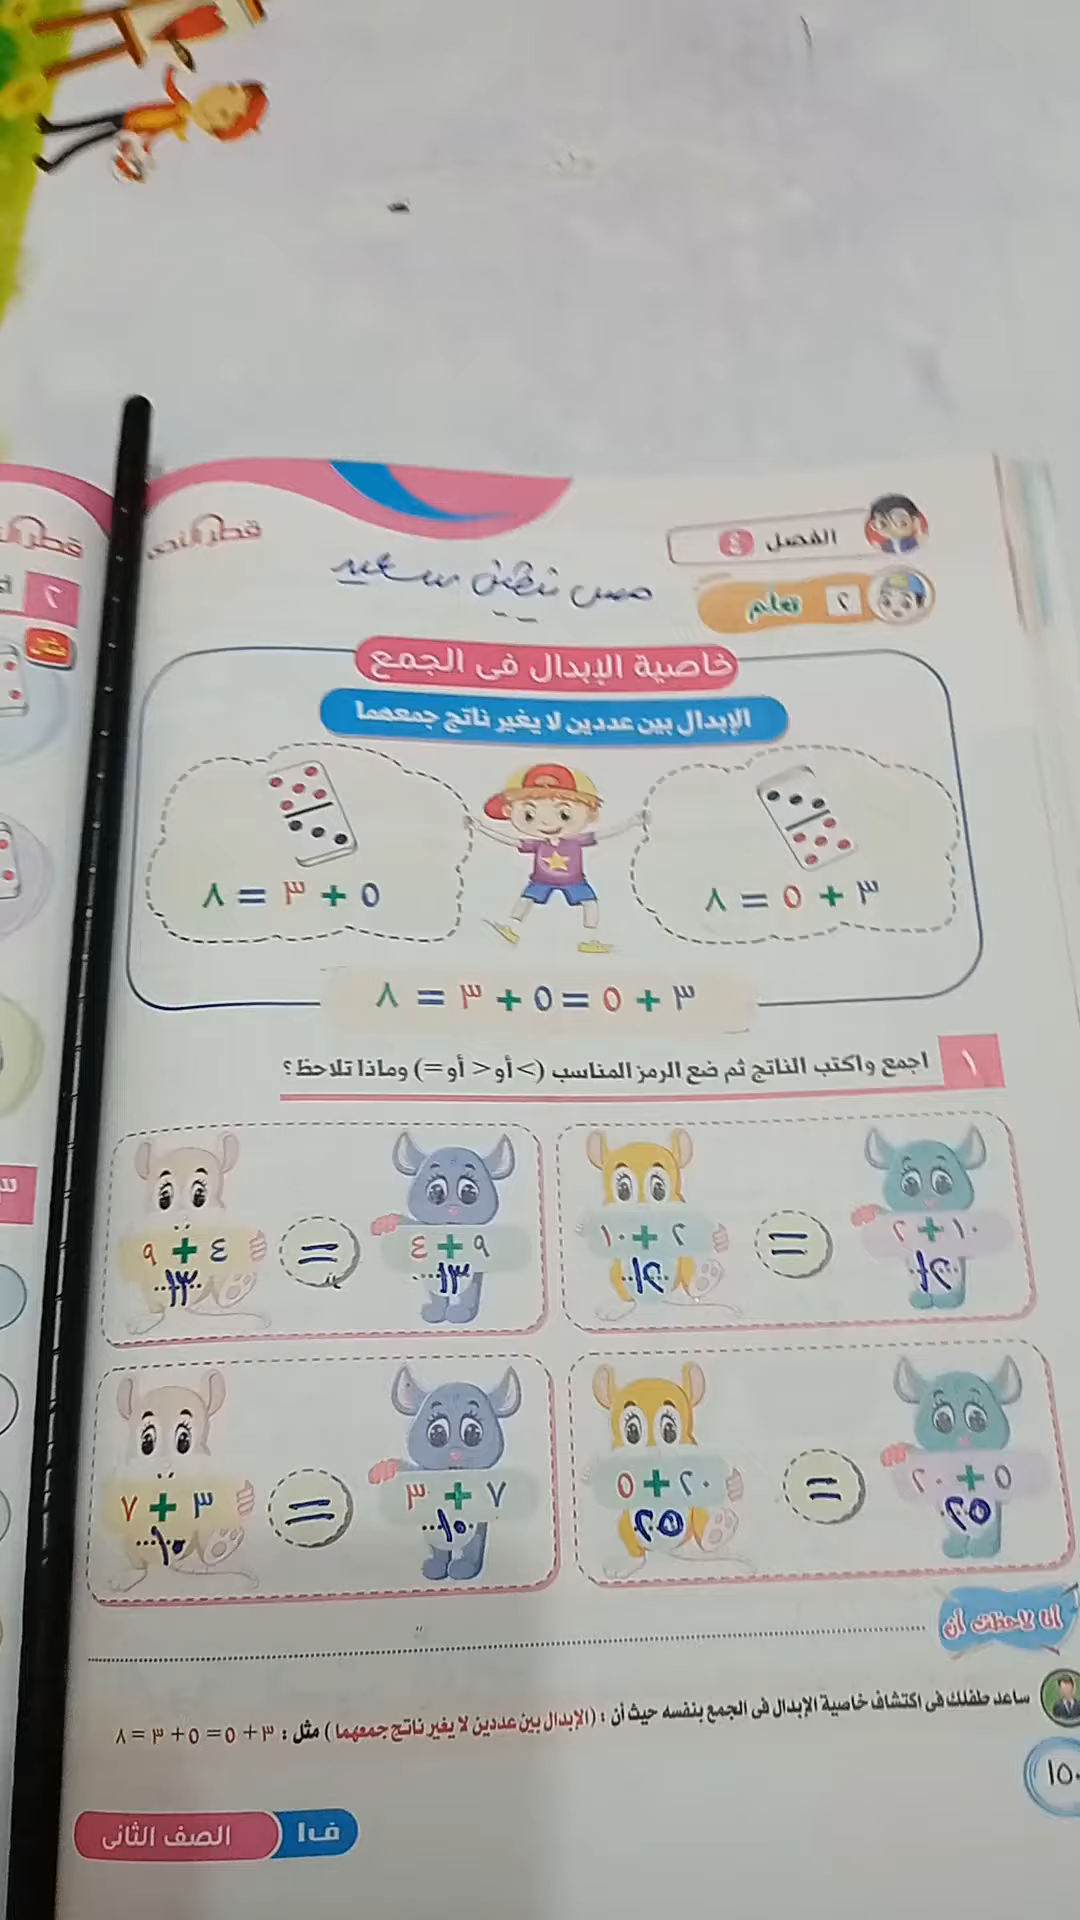 قطر الندى
الفصل ٤
مس تقى سعيد
٢ تعلم
خاصية الإبدال فى الجمع
الإبدال بين عددين لا يغير ناتج جمعهما
٣ + ٥ = ٨
٥ + ٣ = ٨
٣ + ٥ = ٥ + ٣ = ٨
١ اجمع واكتب الناتج ثم ضع الرمز المناسب (> أو < أو =) وماذا تلاحظ؟
١٠ + ٢ = ٢ + ١٠
١٢ ١٢
٩ + ٤ = ٤ + ٩
١٣ ١٣
٥ + ٢٠ = ٢٠ + ٥
٢٥ ٢٥
٧ + ٣ = ٣ + ٧
١٠ ١٠
أنا لاحظت أن
ساعد طفلك فى اكتشاف خاصية الإبدال فى الجمع بنفسه حيث أن : (الإبدال بين عددين لا يغير ناتج جمعهما) مثل : ٣ + ٥ = ٥ + ٣ = ٨
١٥٠
ف١ الصف الثانى